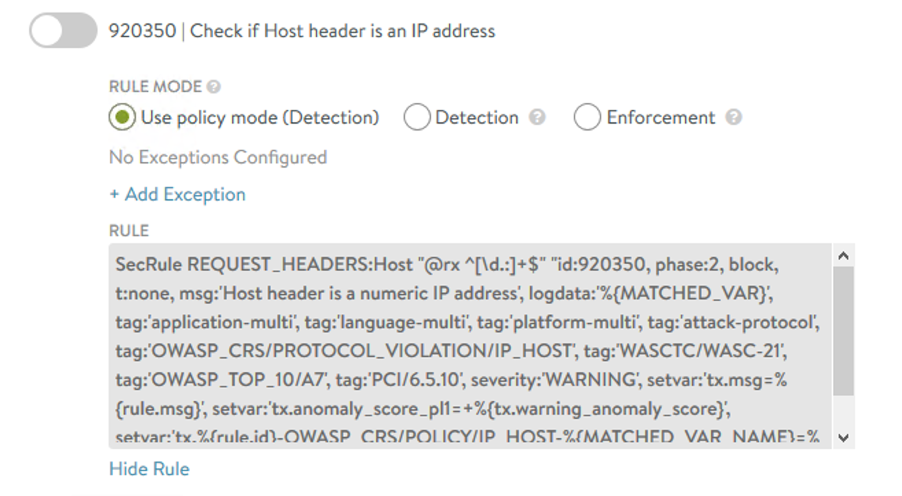 920350 | Check if Host header is an IP address
RULE MODE ?
Use policy mode (Detection) Detection ? Enforcement ?
No Exceptions Configured
+ Add Exception
RULE
SecRule REQUEST_HEADERS:Host "@rx ^[\d.:]+$" "id:920350, phase:2, block,
t:none, msg:'Host header is a numeric IP address', logdata:'%{MATCHED_VAR}',
tag:'application-multi', tag:'language-multi', tag:'platform-multi', tag:'attack-protocol',
tag:'OWASP_CRS/PROTOCOL_VIOLATION/IP_HOST', tag:'WASCTC/WASC-21',
tag:'OWASP_TOP_10/A7', tag:'PCI/6.5.10', severity:'WARNING', setvar:'tx.msg=%
{rule.msg}', setvar:'tx.anomaly_score_pl1=+%{tx.warning_anomaly_score}',
setvar:'tx.%{rule.id}-OWASP_CRS/POLICY/IP_HOST-%{MATCHED_VAR_NAME}=%
Hide Rule